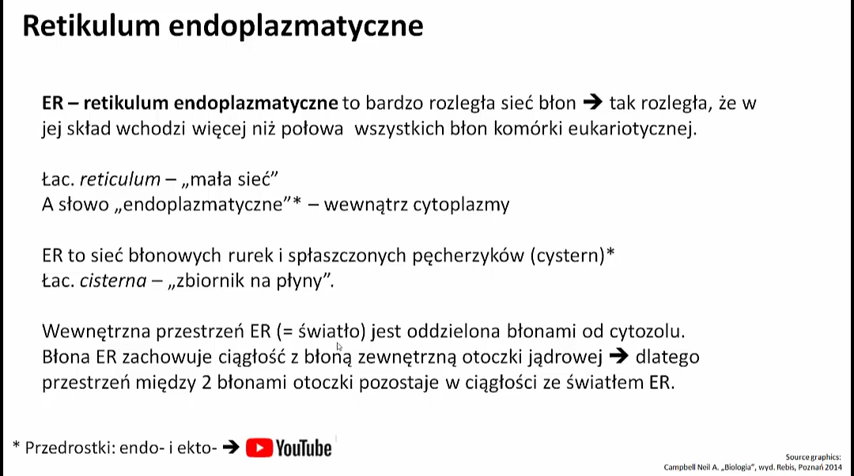 Retikulum endoplazmatyczne
ER – retikulum endoplazmatyczne to bardzo rozległa sieć błon ➔ tak rozległa, że w
jej skład wchodzi więcej niż połowa wszystkich błon komórki eukariotycznej.
Łac. reticulum – „mała sieć”
A słowo „endoplazmatyczne”* – wewnątrz cytoplazmy
ER to sieć błonowych rurek i spłaszczonych pęcherzyków (cystern)*
Łac. cisterna – „zbiornik na płyny”.
Wewnętrzna przestrzeń ER (= światło) jest oddzielona błonami od cytozolu.
Błona ER zachowuje ciągłość z błoną zewnętrzną otoczki jądrowej ➔ dlatego
przestrzeń między 2 błonami otoczki pozostaje w ciągłości ze światłem ER.
* Przedrostki: endo- i ekto- ➔ YouTube
Source graphics:
Campbell Neil A. „Biologia”, wyd. Rebis, Poznań 2014